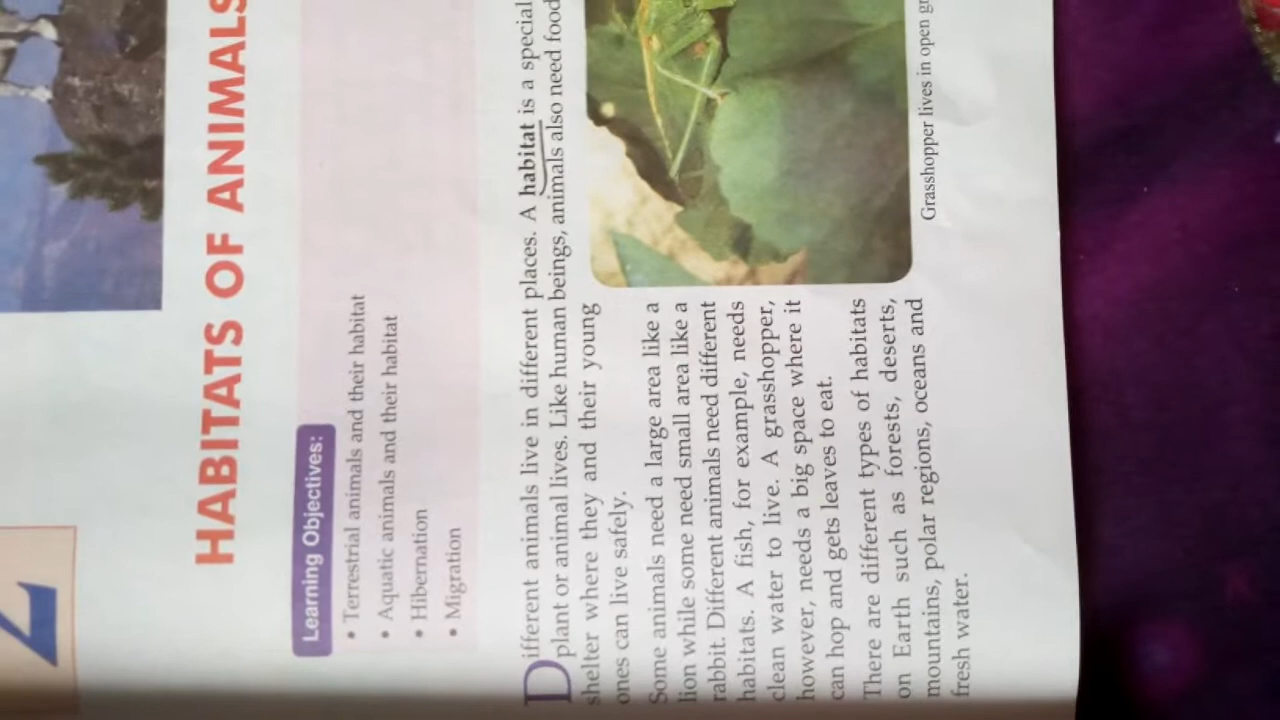 2
HABITATS OF ANIMALS
Learning Objectives:
• Terrestrial animals and their habitat
• Aquatic animals and their habitat
• Hibernation
• Migration
Different animals live in different places. A habitat is a special
plant or animal lives. Like human beings, animals also need food
shelter where they and their young
ones can live safely.
Some animals need a large area like a
lion while some need small area like a
rabbit. Different animals need different
habitats. A fish, for example, needs
clean water to live. A grasshopper,
however, needs a big space where it
can hop and gets leaves to eat.
There are different types of habitats
on Earth such as forests, deserts,
mountains, polar regions, oceans and
fresh water.
Grasshopper lives in open